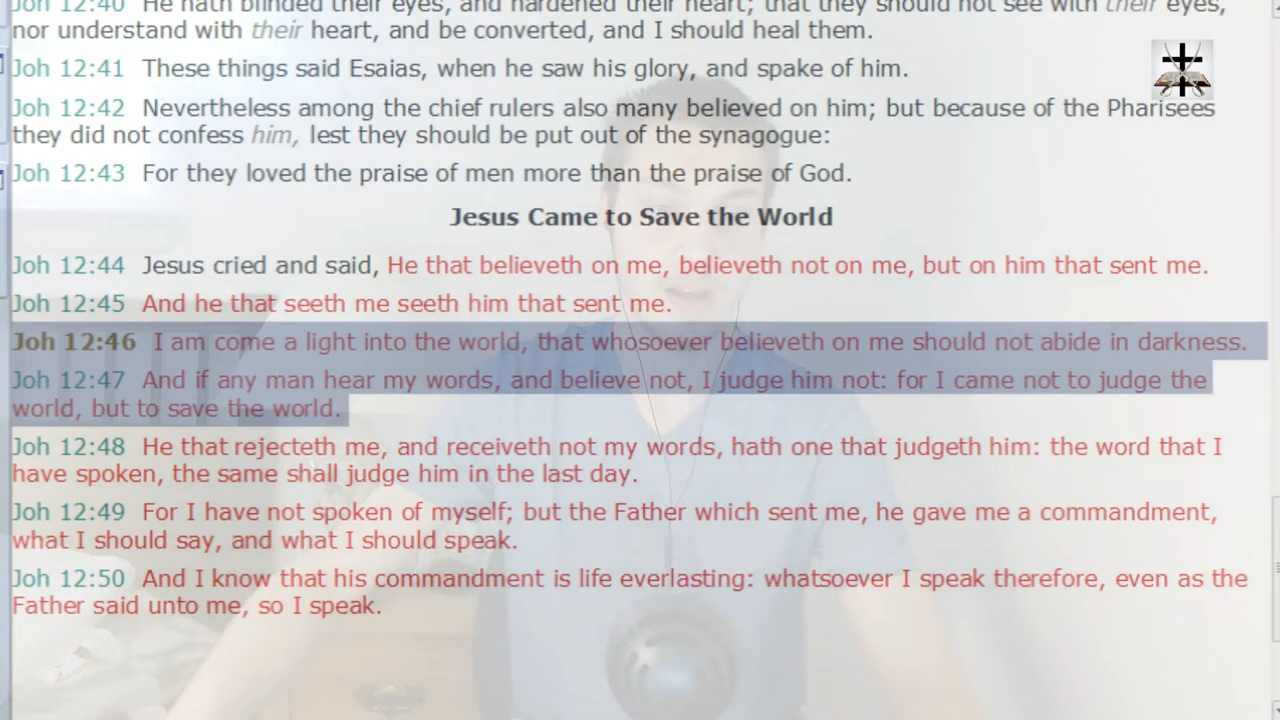 Joh 12:40 He hath blinded their eyes, and hardened their heart; that they should not see with their eyes,
nor understand with their heart, and be converted, and I should heal them.
Joh 12:41 These things said Esaias, when he saw his glory, and spake of him.
Joh 12:42 Nevertheless among the chief rulers also many believed on him; but because of the Pharisees
they did not confess him, lest they should be put out of the synagogue:
Joh 12:43 For they loved the praise of men more than the praise of God.
Jesus Came to Save the World
Joh 12:44 Jesus cried and said, He that believeth on me, believeth not on me, but on him that sent me.
Joh 12:45 And he that seeth me seeth him that sent me.
Joh 12:46 I am come a light into the world, that whosoever believeth on me should not abide in darkness.
Joh 12:47 And if any man hear my words, and believe not, I judge him not: for I came not to judge the
world, but to save the world.
Joh 12:48 He that rejecteth me, and receiveth not my words, hath one that judgeth him: the word that I
have spoken, the same shall judge him in the last day.
Joh 12:49 For I have not spoken of myself; but the Father which sent me, he gave me a commandment,
what I should say, and what I should speak.
Joh 12:50 And I know that his commandment is life everlasting: whatsoever I speak therefore, even as the
Father said unto me, so I speak.